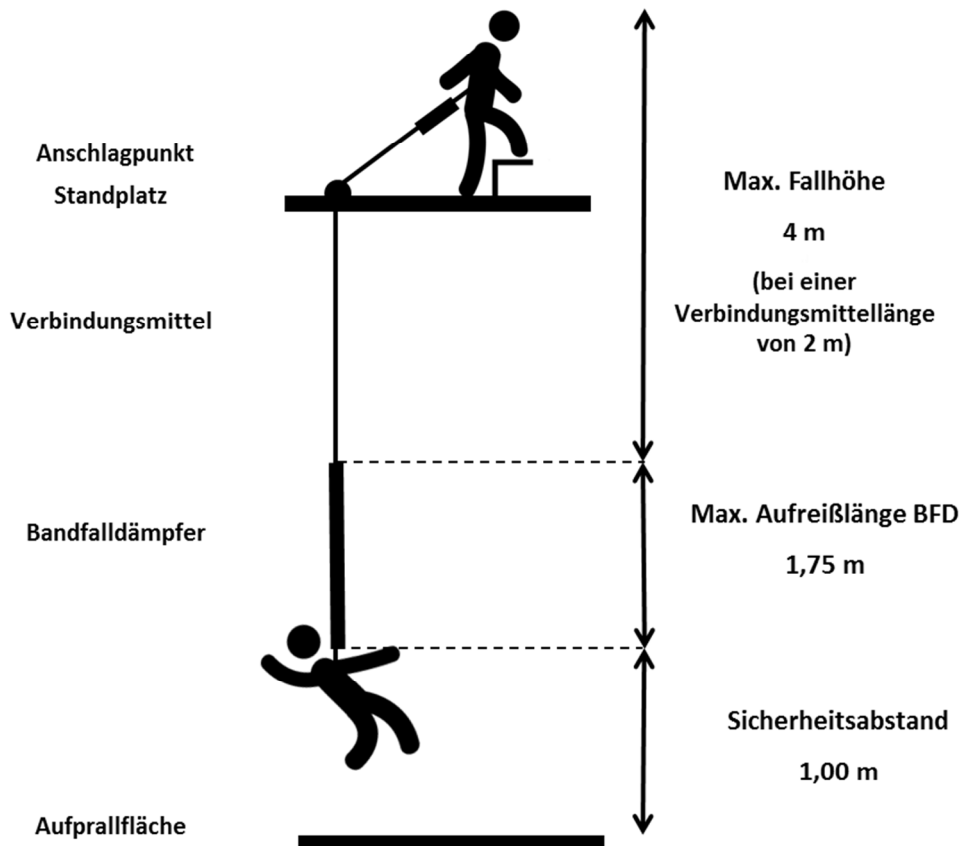 Anschlagpunkt
Standplatz
Verbindungsmittel
Bandfalldämpfer
Aufprallfläche
Max. Fallhöhe
4 m
(bei einer
Verbindungsmittellänge
von 2 m)
Max. Aufreißlänge BFD
1,75 m
Sicherheitsabstand
1,00 m